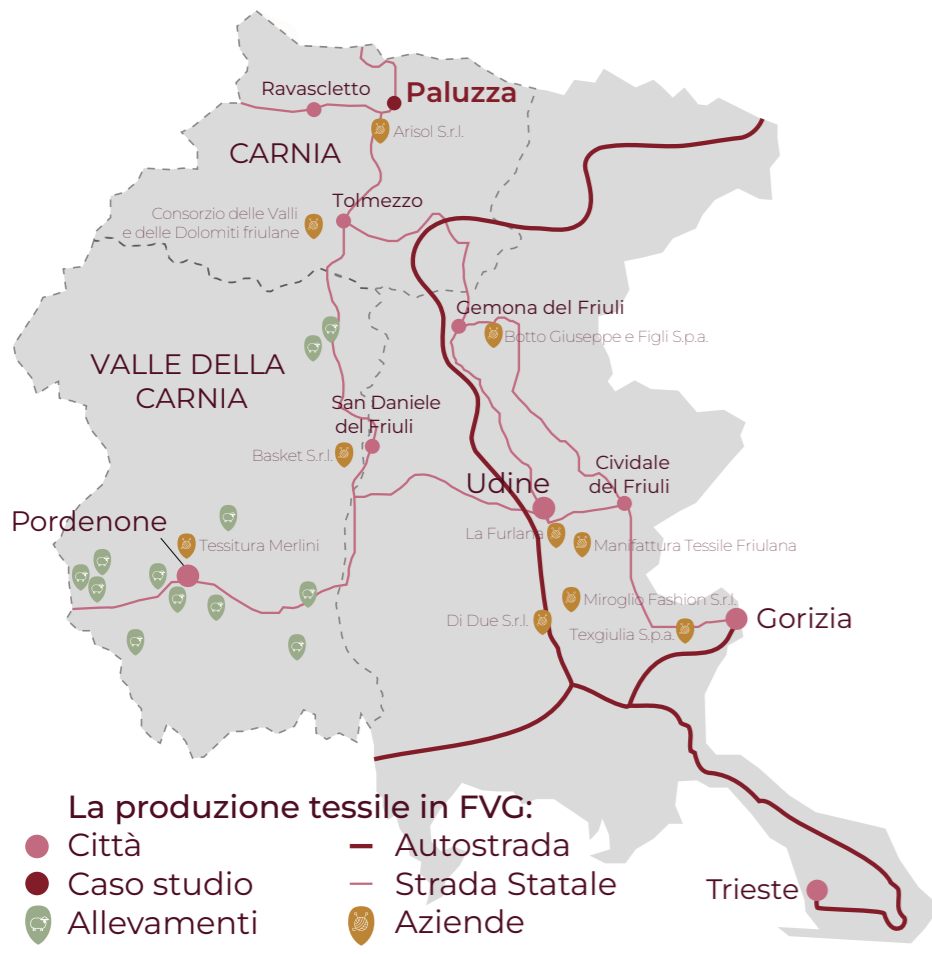 Ravascletto
Paluzza
Arisol S.r.l.
CARNIA
Tolmezzo
Consorzio delle Valli
e delle Dolomiti friulane
Gemona del Friuli
Botto Giuseppe e Figli S.p.a.
VALLE DELLA
CARNIA
San Daniele
del Friuli
Basket S.r.l.
Cividale
del Friuli
Udine
Pordenone
La Furlana
Tessitura Merlini
Manifattura Tessile Friulana
Miroglio Fashion S.r.l.
Di Due S.r.l.
Texgiulia S.p.a.
Gorizia
La produzione tessile in FVG:
Città
Autostrada
Caso studio
Strada Statale
Allevamenti
Aziende
Trieste